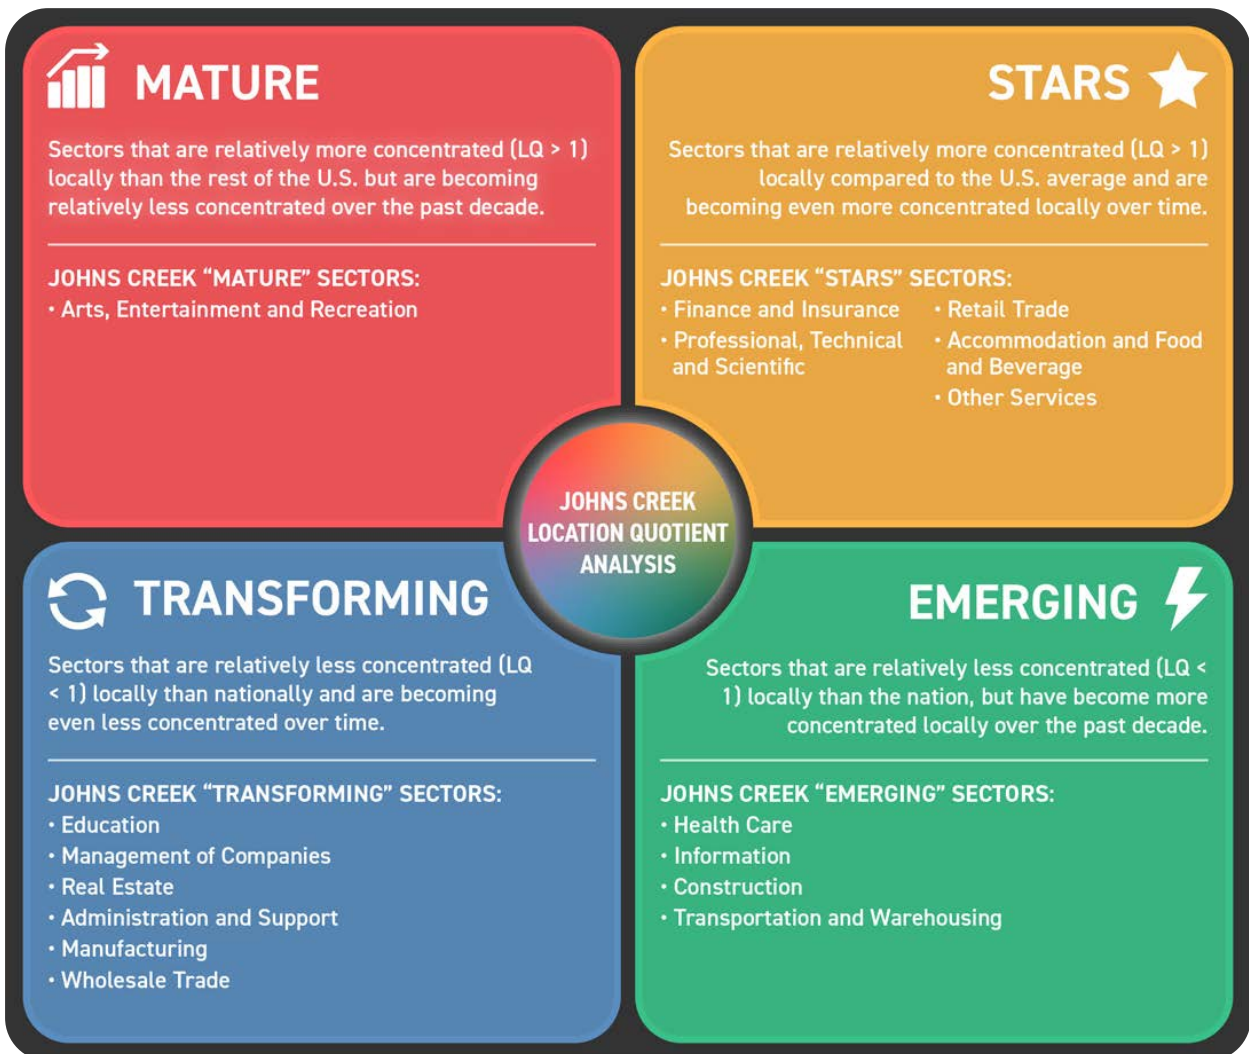 MATURE
Sectors that are relatively more concentrated (LQ > 1)
locally than the rest of the U.S. but are becoming
relatively less concentrated over the past decade.
JOHNS CREEK “MATURE” SECTORS:
• Arts, Entertainment and Recreation
STARS
Sectors that are relatively more concentrated (LQ > 1)
locally compared to the U.S. average and are
becoming even more concentrated locally over time.
JOHNS CREEK “STARS” SECTORS:
• Finance and Insurance
• Professional, Technical
and Scientific
• Retail Trade
• Accommodation and Food
and Beverage
• Other Services
JOHNS CREEK
LOCATION QUOTIENT
ANALYSIS
TRANSFORMING
Sectors that are relatively less concentrated (LQ
< 1) locally than nationally and are becoming
even less concentrated over time.
JOHNS CREEK “TRANSFORMING” SECTORS:
• Education
• Management of Companies
• Real Estate
• Administration and Support
• Manufacturing
• Wholesale Trade
EMERGING
Sectors that are relatively less concentrated (LQ <
1) locally than the nation, but have become more
concentrated locally over the past decade.
JOHNS CREEK “EMERGING” SECTORS:
• Health Care
• Information
• Construction
• Transportation and Warehousing